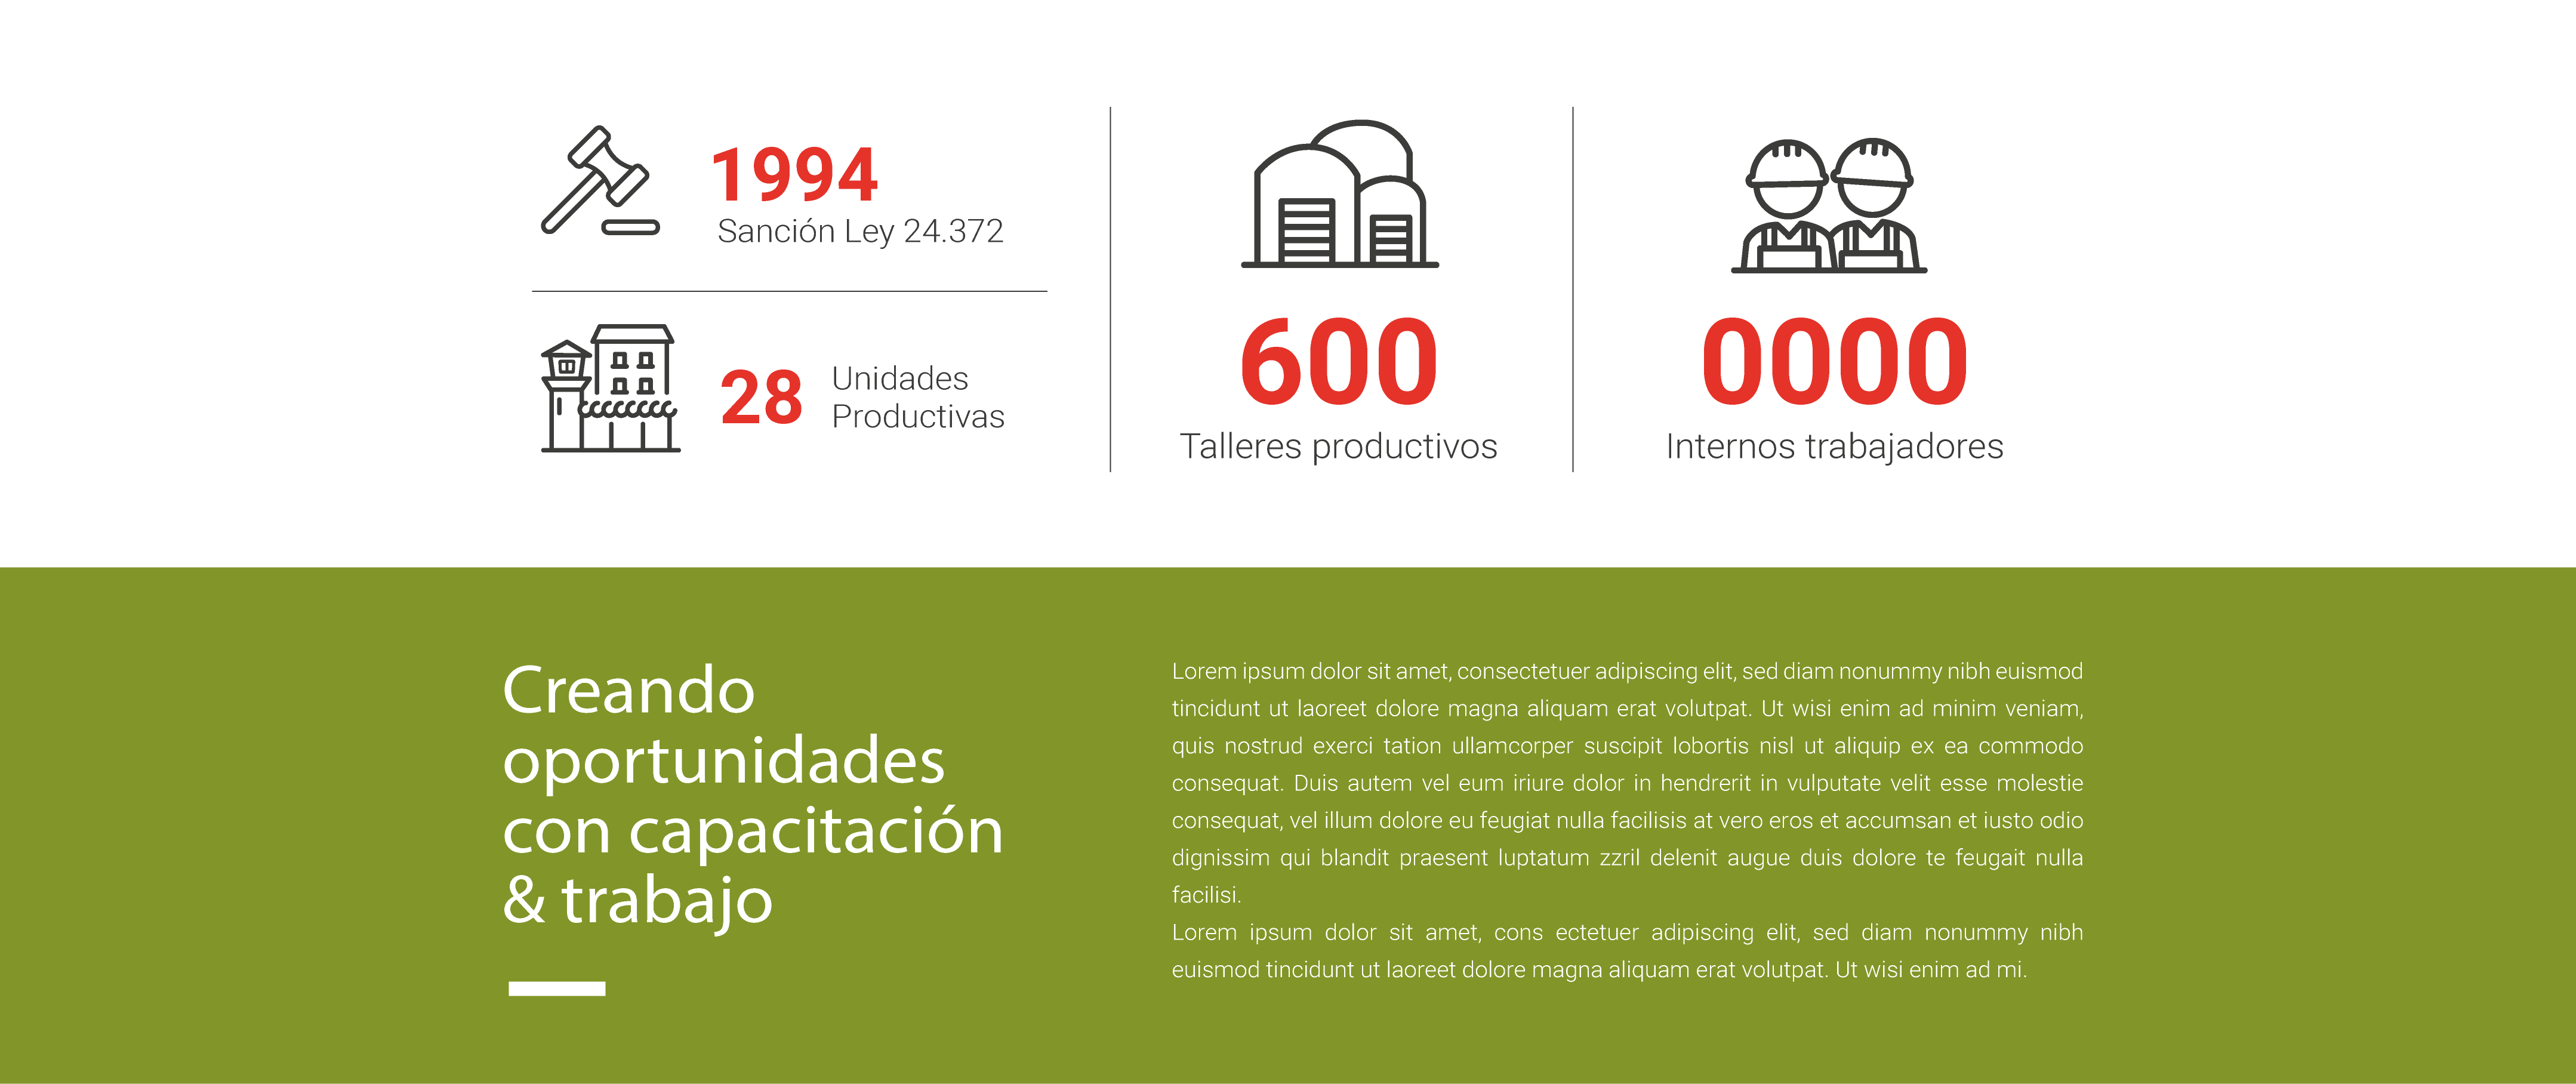 1994
Sanción Ley 24.372
28
Unidades
Productivas
600
Talleres productivos
0000
Internos trabajadores
Creando
oportunidades
con capacitación
& trabajo
Lorem ipsum dolor sit amet, consectetuer adipiscing elit, sed diam nonummy nibh euismod
tincidunt ut laoreet dolore magna aliquam erat volutpat. Ut wisi enim ad minim veniam,
quis nostrud exerci tation ullamcorper suscipit lobortis nisl ut aliquip ex ea commodo
consequat. Duis autem vel eum iriure dolor in hendrerit in vulputate velit esse molestie
consequat, vel illum dolore eu feugiat nulla facilisis at vero eros et accumsan et iusto odio
dignissim qui blandit praesent luptatum zzril delenit augue duis dolore te feugait nulla
facilisi.
Lorem ipsum dolor sit amet, cons ectetuer adipiscing elit, sed diam nonummy nibh
euismod tincidunt ut laoreet dolore magna aliquam erat volutpat. Ut wisi enim ad mi.